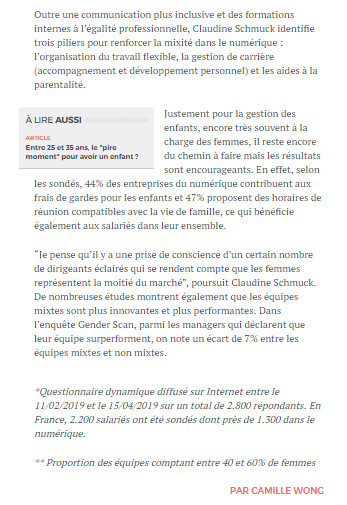 Outre une communication plus inclusive et des formations
internes à l'égalité professionnelle, Claudine Schmuck identifie
trois piliers pour renforcer la mixité dans le numérique :
l'organisation du travail flexible, la gestion de carrière
(accompagnement et développement personnel) et les aides à la
parentalité.
À LIRE AUSSI
ARTICLE
Entre 25 et 35 ans, le "pire
moment" pour avoir un enfant ?
Justement pour la gestion des
enfants, encore très souvent à la
charge des femmes, il reste encore
du chemin à faire mais les résultats
sont encourageants. En effet, selon
les sondés, 44% des entreprises du numérique contribuent aux
frais de gardes pour les enfants et 47% proposent des horaires de
réunion compatibles avec la vie de famille, ce qui bénéficie
également aux salariés dans leur ensemble.
“Je pense qu'il y a une prise de conscience d'un certain nombre
de dirigeants éclairés qui se rendent compte que les femmes
représentent la moitié du marché”, poursuit Claudine Schmuck.
De nombreuses études montrent également que les équipes
mixtes sont plus innovantes et plus performantes. Dans
l'enquête Gender Scan, parmi les managers qui déclarent que
leur équipe surperforment, on note un écart de 7% entre les
équipes mixtes et non mixtes.
*Questionnaire dynamique diffusé sur Internet entre le
11/02/2019 et le 15/04/2019 sur un total de 2.800 répondants. En
France, 2.200 salariés ont été sondés dont près de 1.300 dans le
numérique.
** Proportion des équipes comptant entre 40 et 60% de femmes
PAR CAMILLE WONG